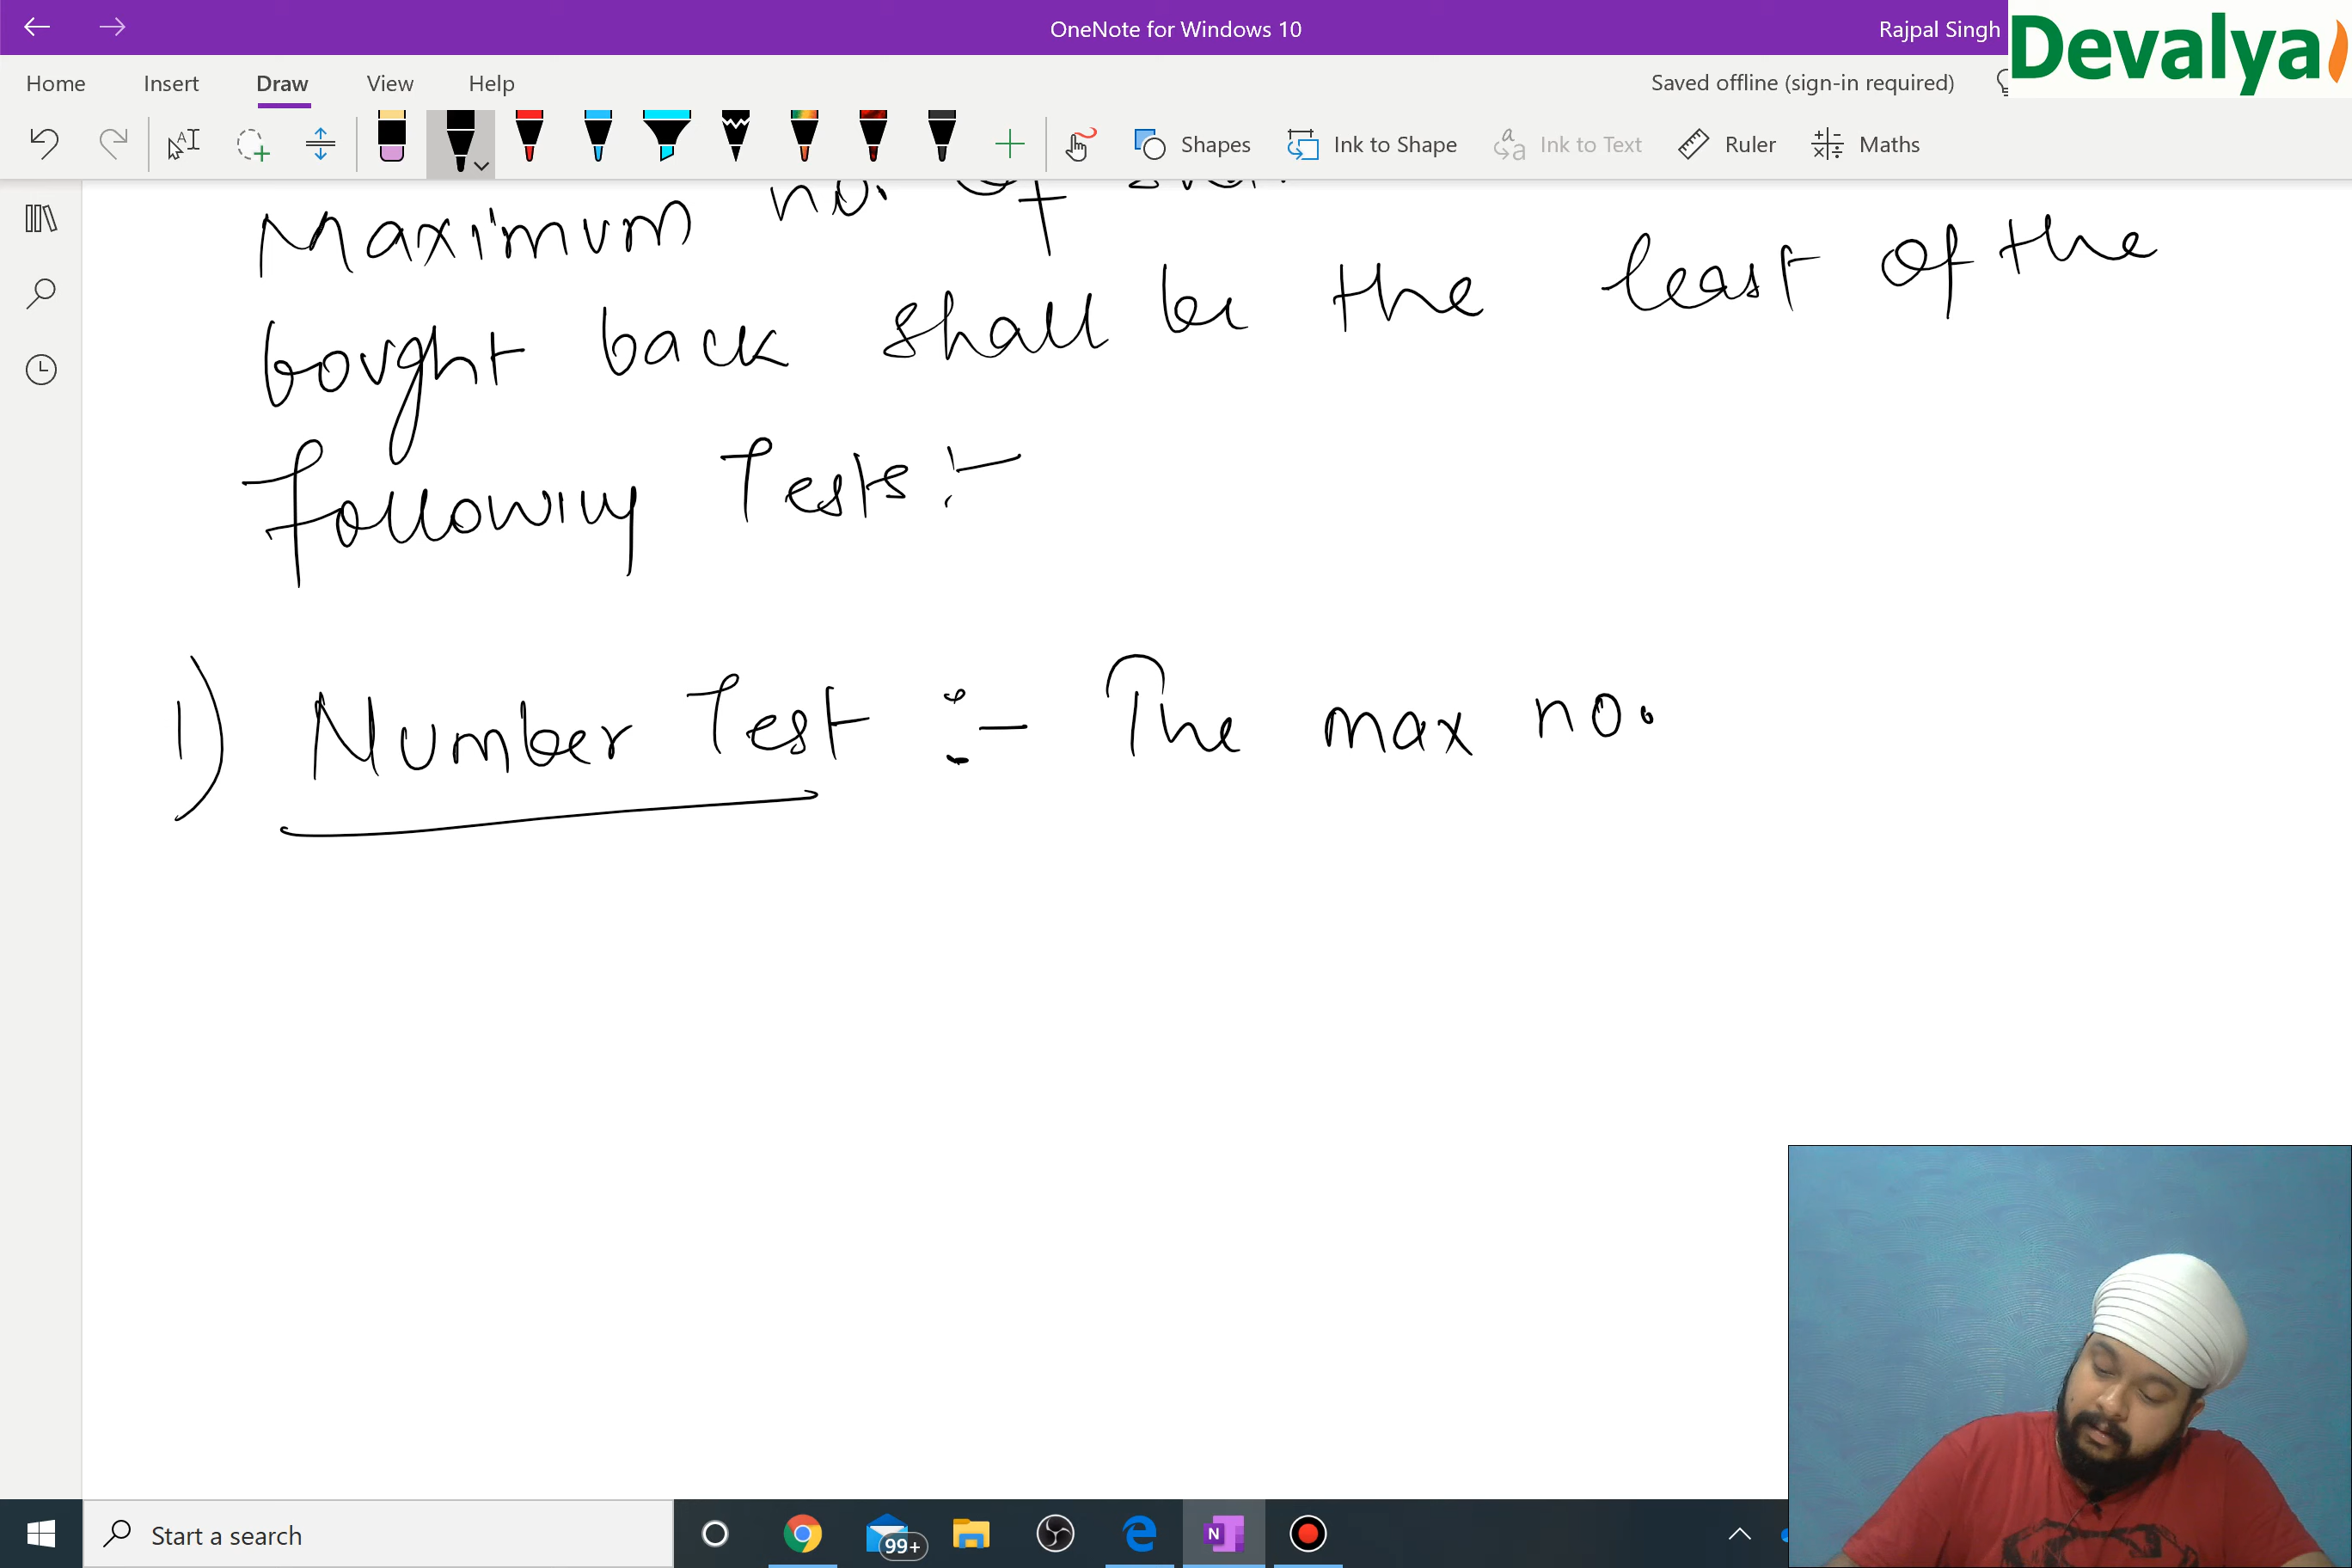 OneNote for Windows 10
Rajpal Singh
Devalya
Home Insert Draw View Help
Saved offline (sign-in required)
Shapes Ink to Shape Ink to Text Ruler Maths
Maximum no. of
bought back shall be the least of the
Following Tests :-
1) Number Test :- The max no.
Start a search
99+